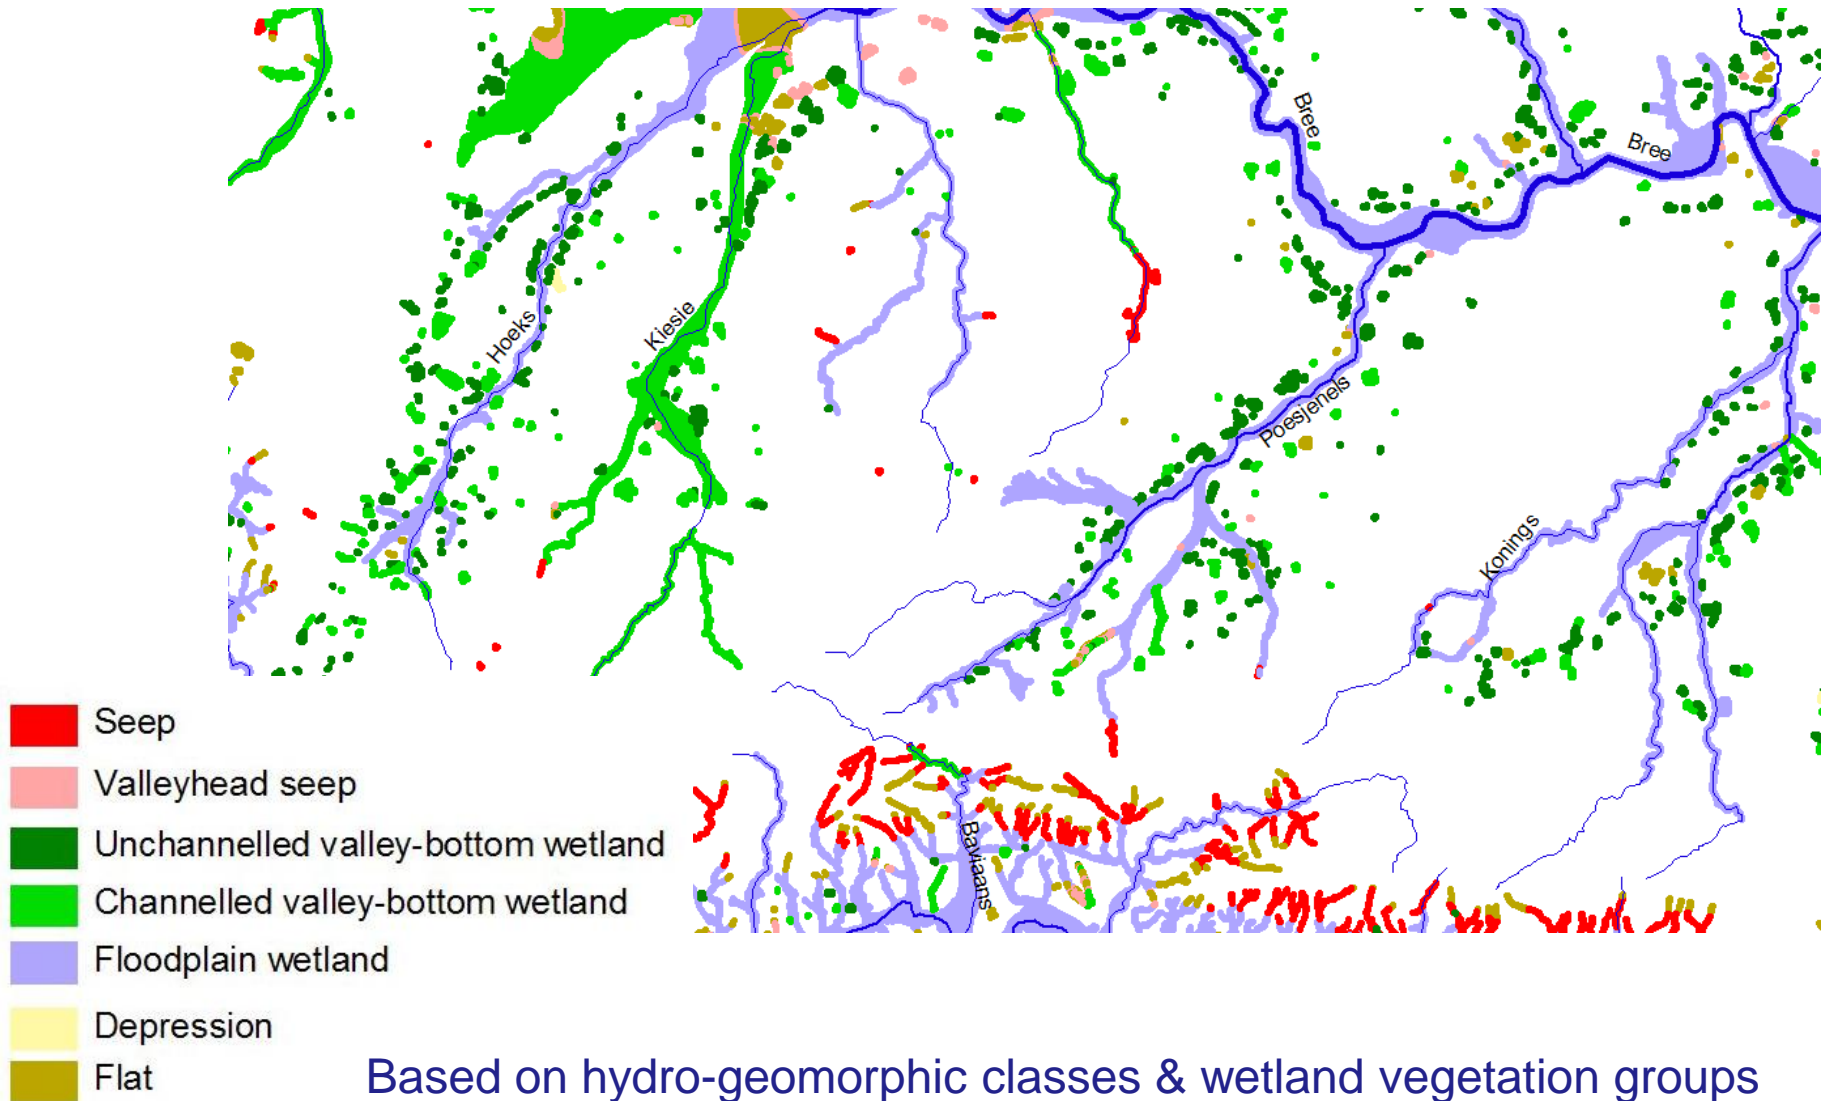 Bree
Bree
Hoeks
Kiesie
Poesjenels
Konings
Baviaans
Seep
Valleyhead seep
Unchannelled valley-bottom wetland
Channelled valley-bottom wetland
Floodplain wetland
Depression
Flat
Based on hydro-geomorphic classes & wetland vegetation groups